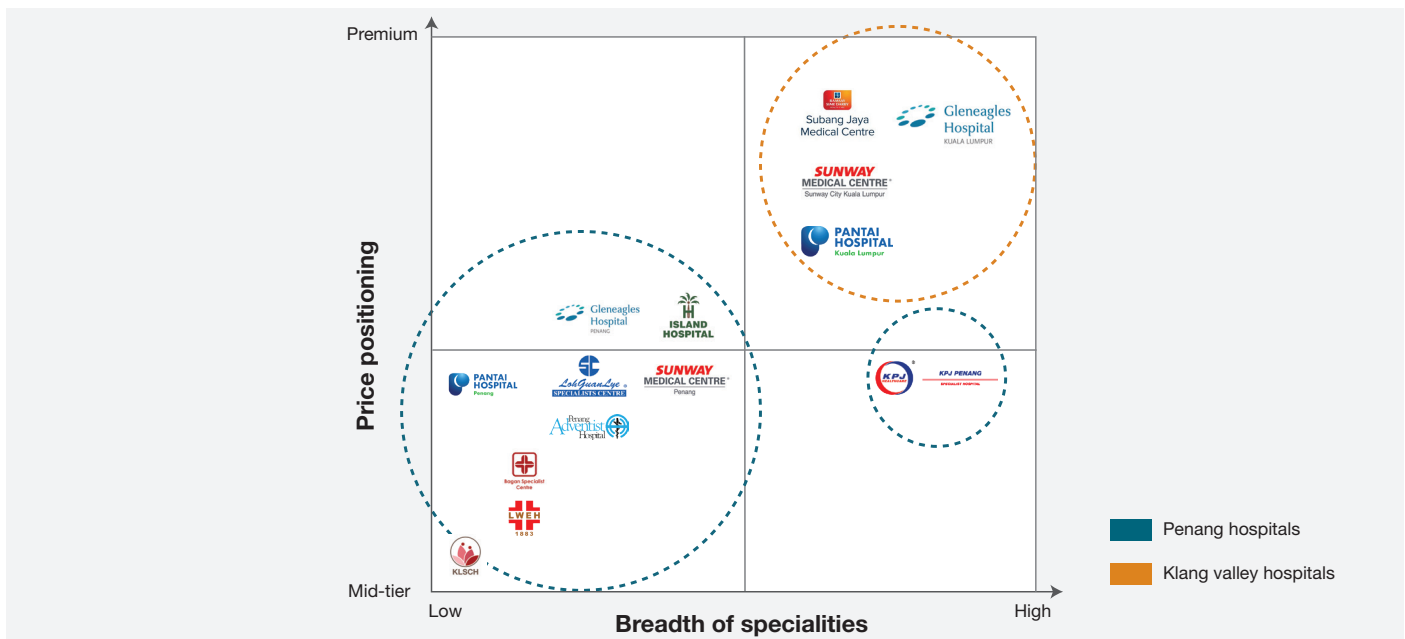 Premium
Price positioning
Mid-tier
Low
High
Breadth of specialities
Subang Jaya
Medical Centre
Gleneagles
Hospital
KUALA LUMPUR
SUNWAY
MEDICAL CENTRE®
Sunway City Kuala Lumpur
PANTAI
HOSPITAL
Kuala Lumpur
Gleneagles
Hospital
PENANG
ISLAND
HOSPITAL
PANTAI
HOSPITAL
Penang
LohGuanLye®
SPECIALISTS CENTRE
SUNWAY
MEDICAL CENTRE®
Penang
KPJ
HEALTHCARE
®
KPJ PENANG
SPECIALIST HOSPITAL
Penang
Adventist
Hospital
Bagan Specialist
Centre
LWEH
1883
KLSCH
Penang hospitals
Klang valley hospitals